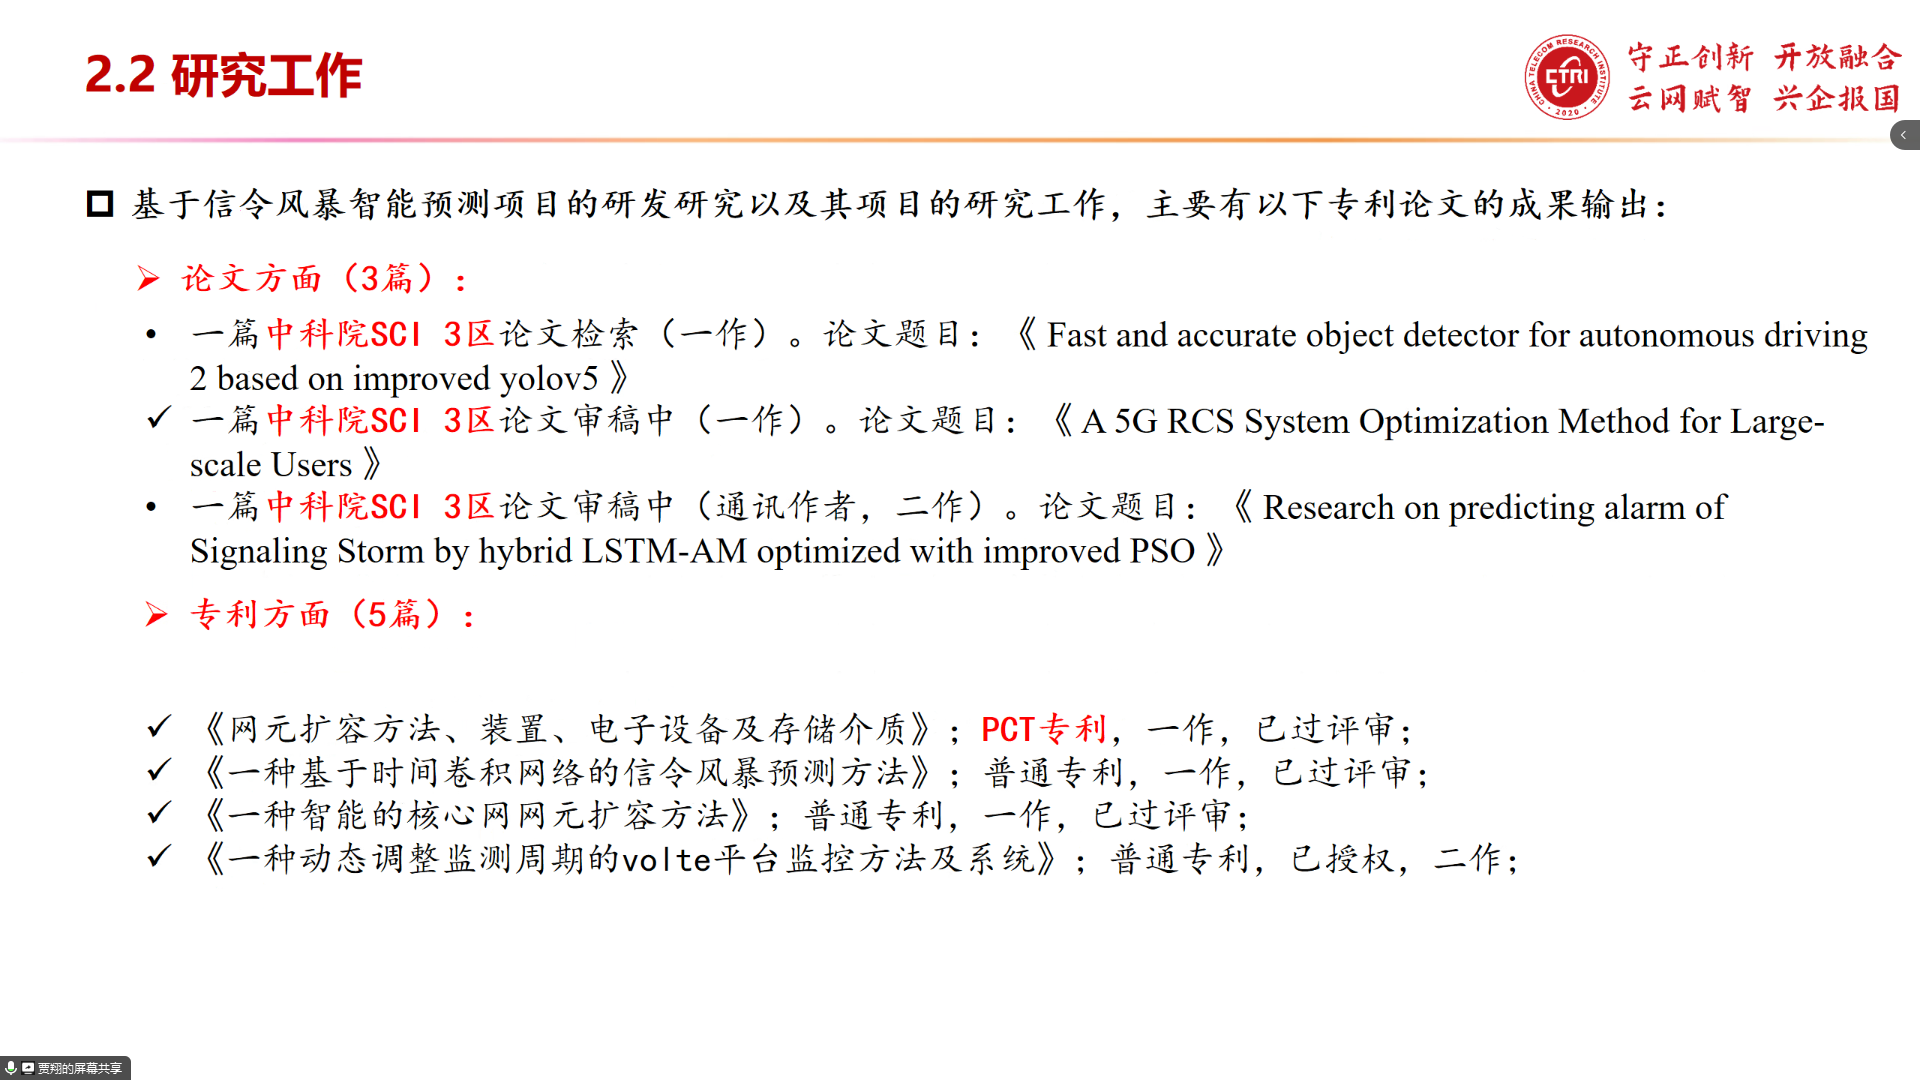 2.2 研究工作
CHINA TELECOM RESEARCH INSTITUTE
CTRI
2020
守正创新 开放融合
云网赋智 兴企报国
基于信令风暴智能预测项目的研发研究以及其项目的研究工作，主要有以下专利论文的成果输出：
论文方面（3篇）：
• 一篇中科院SCI 3区论文检索（一作）。论文题目：《 Fast and accurate object detector for autonomous driving
2 based on improved yolov5 》
✓ 一篇中科院SCI 3区论文审稿中（一作）。论文题目：《 A 5G RCS System Optimization Method for Large-
scale Users 》
• 一篇中科院SCI 3区论文审稿中（通讯作者，二作）。论文题目：《 Research on predicting alarm of
Signaling Storm by hybrid LSTM-AM optimized with improved PSO 》
专利方面（5篇）：
✓ 《网元扩容方法、装置、电子设备及存储介质》；PCT专利，一作，已过评审；
✓ 《一种基于时间卷积网络的信令风暴预测方法》；普通专利，一作，已过评审；
✓ 《一种智能的核心网网元扩容方法》；普通专利，一作，已过评审；
✓ 《一种动态调整监测周期的volte平台监控方法及系统》；普通专利，已授权，二作；
贾翔的屏幕共享